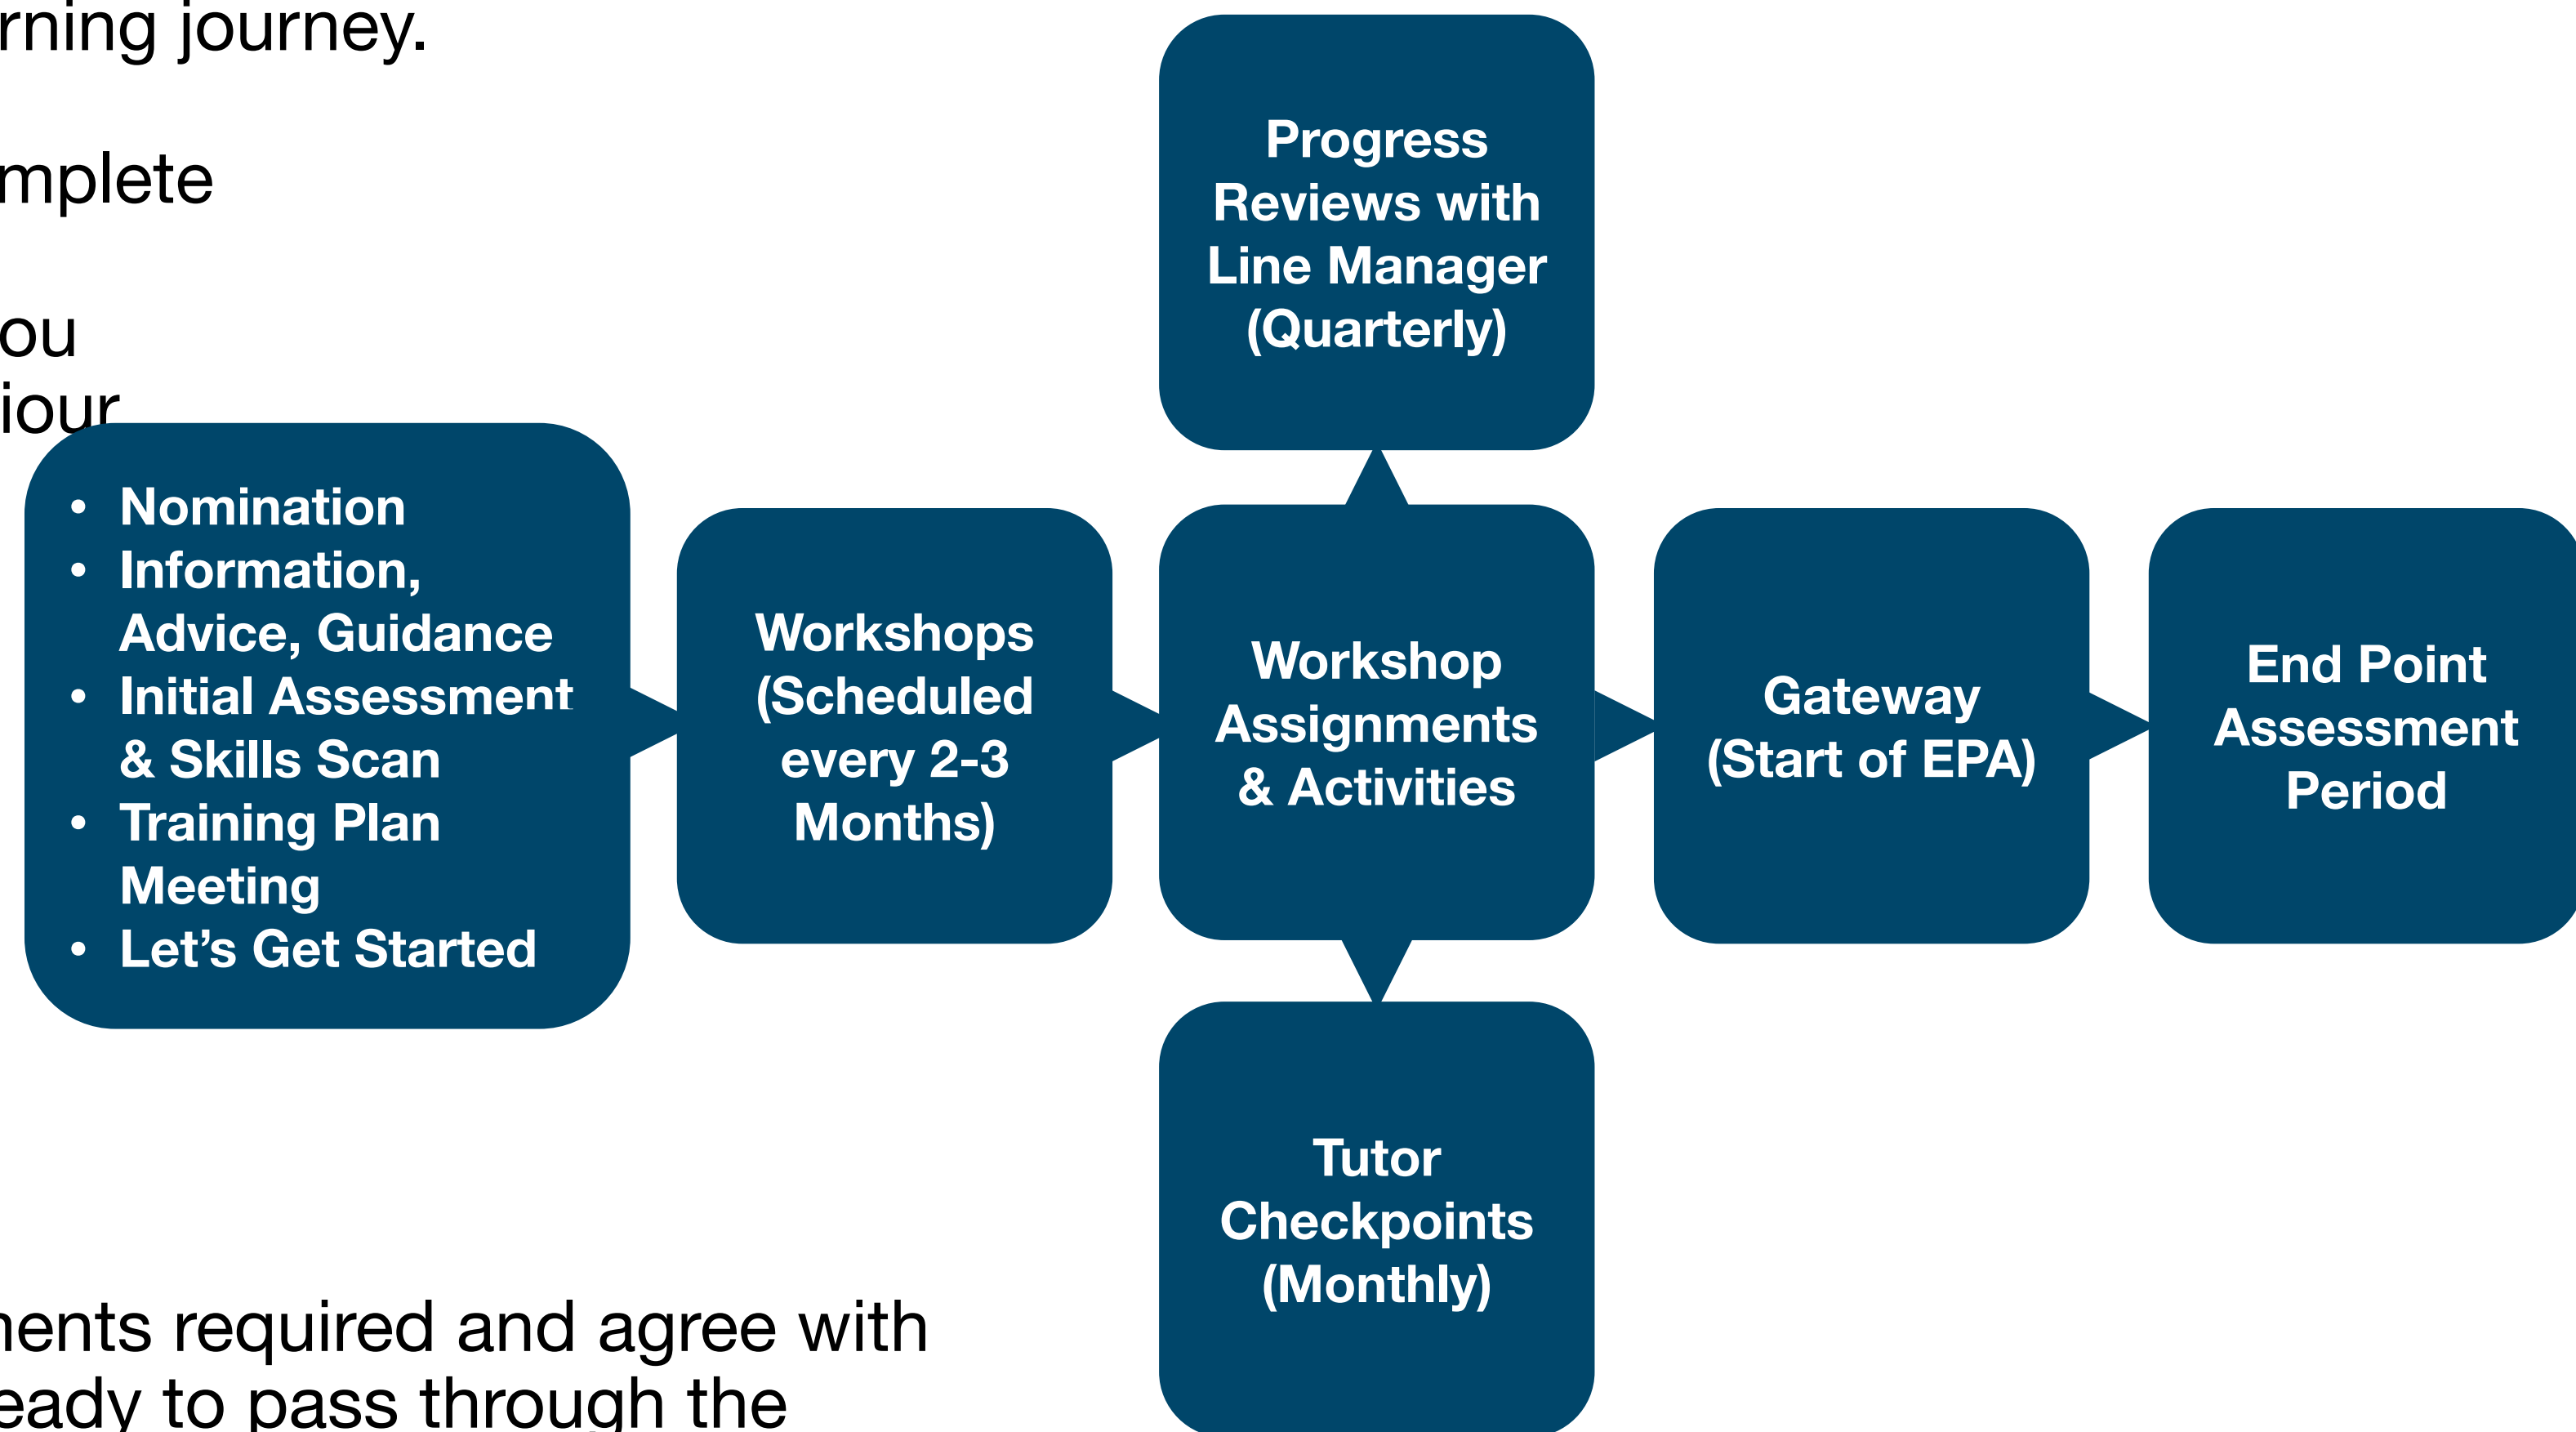 rning journey.
mplete
ou
iour
Progress
Reviews with
Line Manager
(Quarterly)
• Nomination
• Information,
Advice, Guidance
• Initial Assessment
& Skills Scan
• Training Plan
Meeting
• Let's Get Started
Workshops
(Scheduled
every 2-3
Months)
Workshop
Assignments
& Activities
Gateway
(Start of EPA)
End Point
Assessment
Period
Tutor
Checkpoints
(Monthly)
ments required and agree with
eady to pass through the